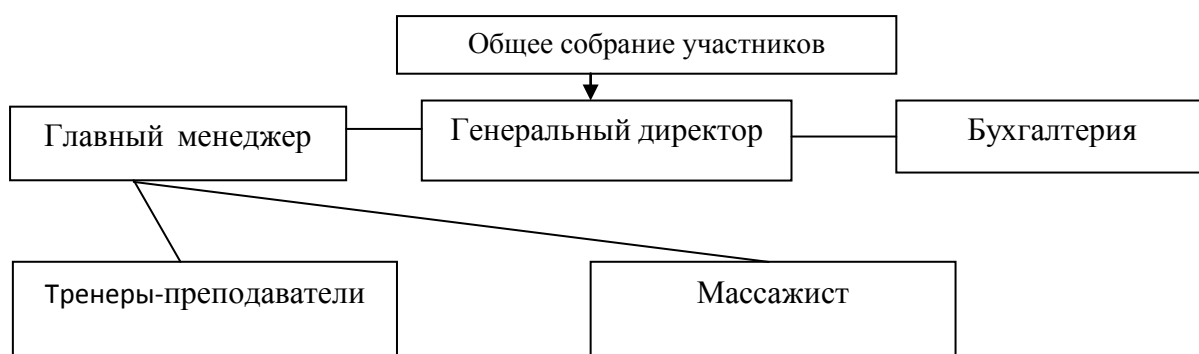 Общее собрание участников
Главный менеджер
Генеральный директор
Бухгалтерия
Тренеры-преподаватели
Массажист